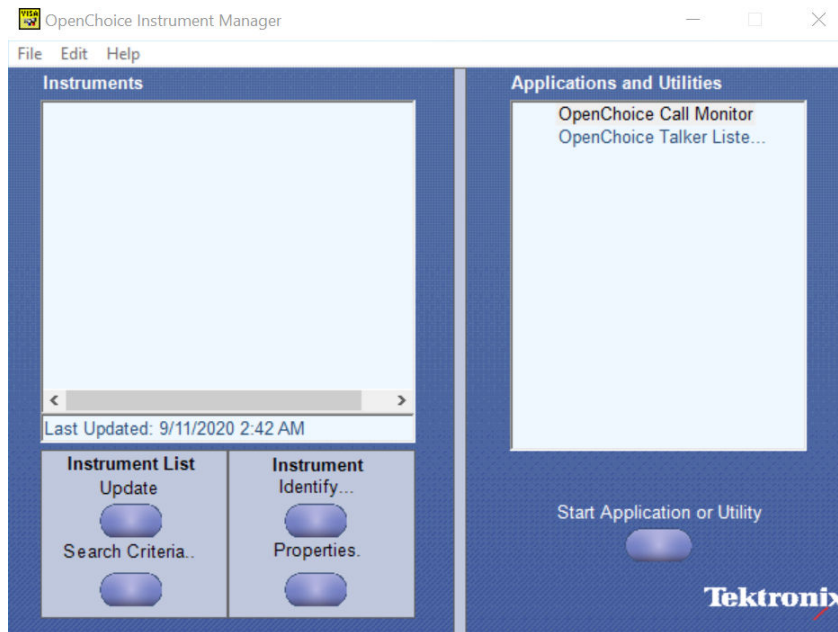 OpenChoice Instrument Manager
File Edit Help
Instruments
Last Updated: 9/11/2020 2:42 AM
Instrument List
Update
Search Criteria..
Instrument
Identify...
Properties.
Applications and Utilities
OpenChoice Call Monitor
OpenChoice Talker Liste...
Start Application or Utility
Tektronix